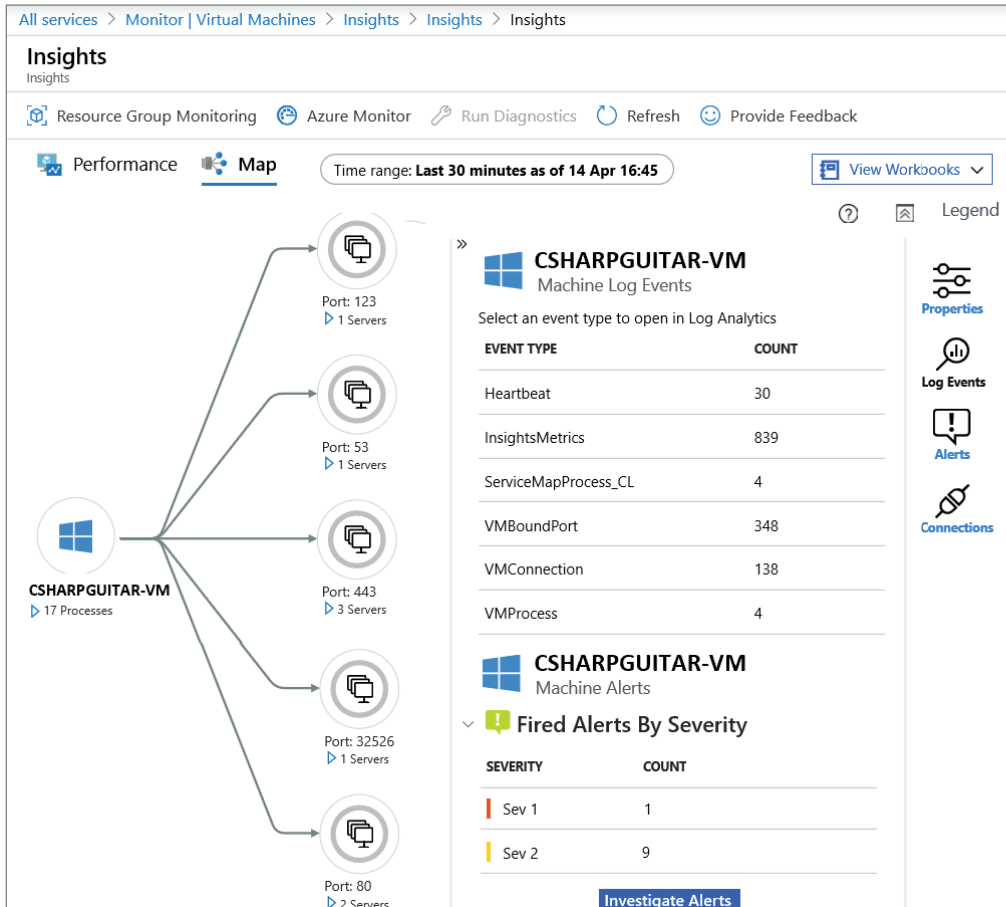 All services > Monitor | Virtual Machines > Insights > Insights > Insights
Insights
Insights
Resource Group Monitoring Azure Monitor Run Diagnostics Refresh Provide Feedback
Performance Map Time range: Last 30 minutes as of 14 Apr 16:45 View Workbooks
Legend
Port: 123
1 Servers
Port: 53
1 Servers
CSHARPGUITAR-VM
17 Processes
Port: 443
3 Servers
Port: 32526
1 Servers
Port: 80
2 Servers
CSHARPGUITAR-VM
Machine Log Events
Select an event type to open in Log Analytics
EVENT TYPE COUNT
Heartbeat 30
InsightsMetrics 839
ServiceMapProcess_CL 4
VMBoundPort 348
VMConnection 138
VMProcess 4
CSHARPGUITAR-VM
Machine Alerts
Fired Alerts By Severity
SEVERITY COUNT
Sev 1 1
Sev 2 9
Investigate Alerts
Properties
Log Events
Alerts
Connections